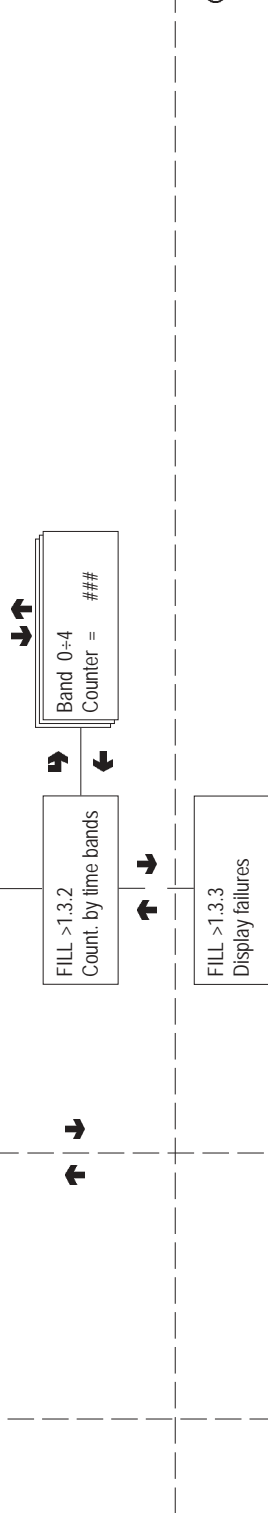 FILL >1.3.2
Count. by time bands
Band 0÷4
Counter = ###
FILL >1.3.3
Display failures